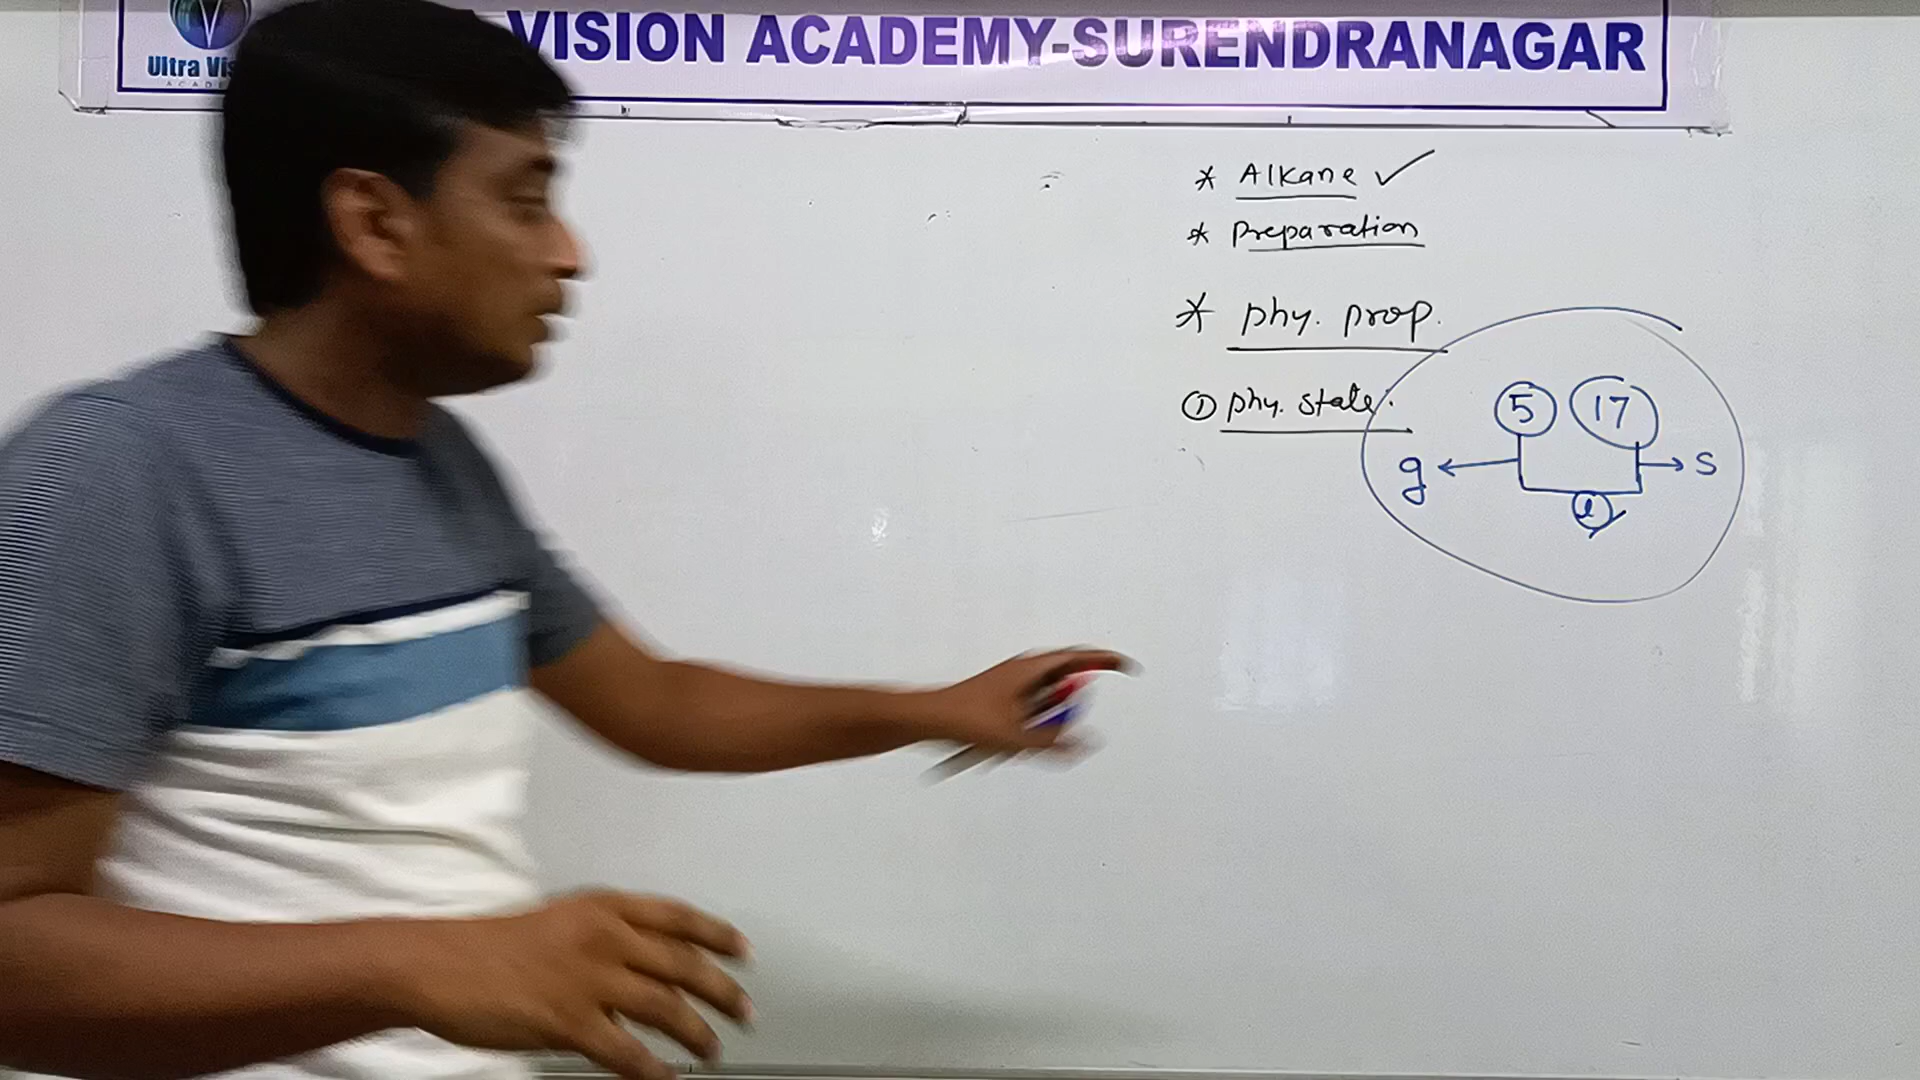 VISION ACADEMY-SURENDRANAGAR
Ultra Vis
* Alkane ✓
* Preparation
* phy. prop.
① phy. state.
5 17
g ← → s
l